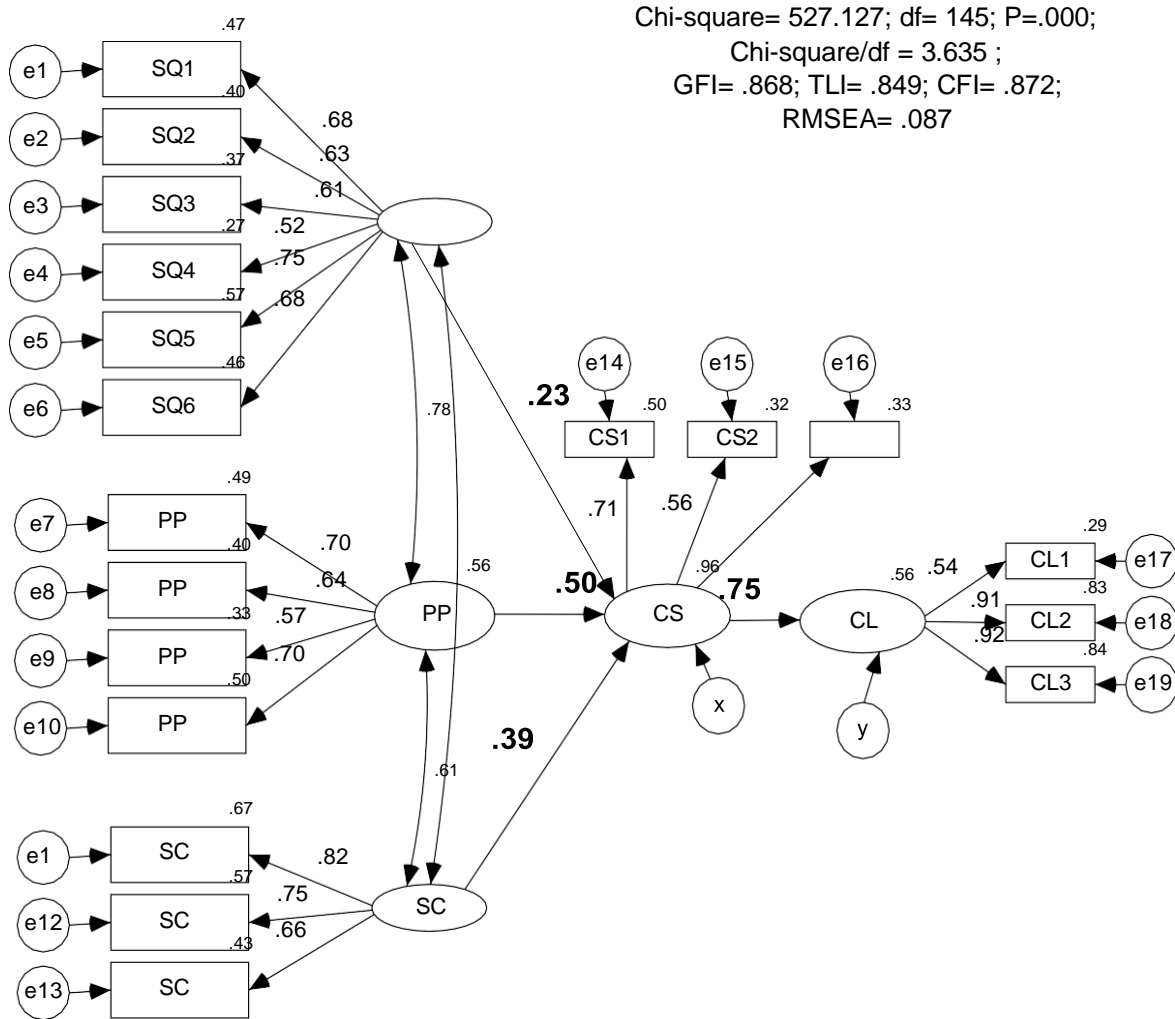 Chi-square= 527.127; df= 145; P=.000;
Chi-square/df = 3.635 ;
GFI= .868; TLI= .849; CFI= .872;
RMSEA= .087
.47
e1
SQ1
.40
e2
SQ2
.37
e3
SQ3
.27
e4
SQ4
.57
e5
SQ5
.46
e6
SQ6
.68
.63
.61
.52
.75
.68
.78
.23
e14
e15
e16
.50
.32
.33
CS1
CS2
.71
.56
.96
.49
e7
PP
.40
e8
PP
.33
e9
PP
.50
e10
PP
.70
.64
.57
.70
PP
.56
.50
CS
.75
x
.56
CL
y
.54
.91
.92
.29
CL1
e17
.83
CL2
e18
.84
CL3
e19
.39
.61
.67
e1
SC
.57
e12
SC
.43
e13
SC
.82
.75
.66
SC